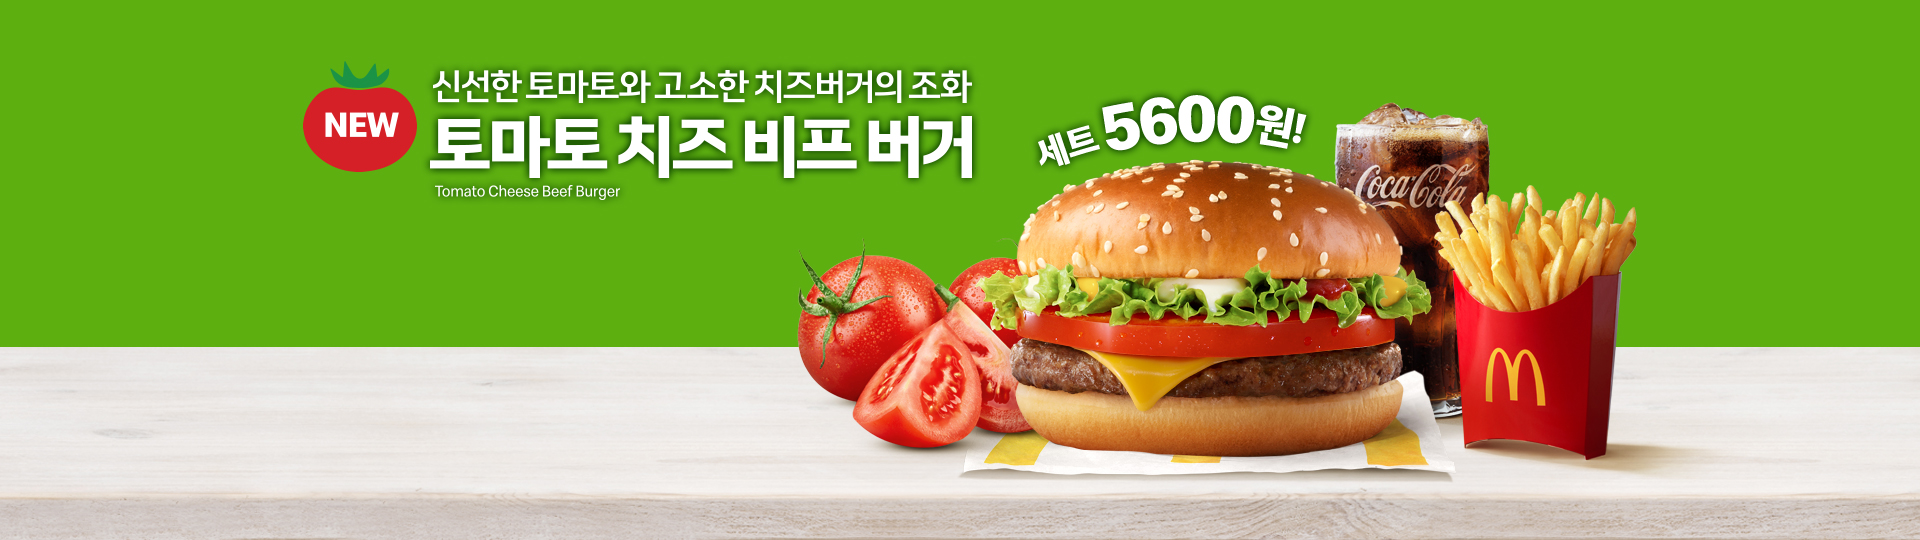 NEW
신선한 토마토와 고소한 치즈버거의 조화
토마토 치즈 비프 버거
Tomato Cheese Beef Burger
세트 5600원!
Coca-Cola